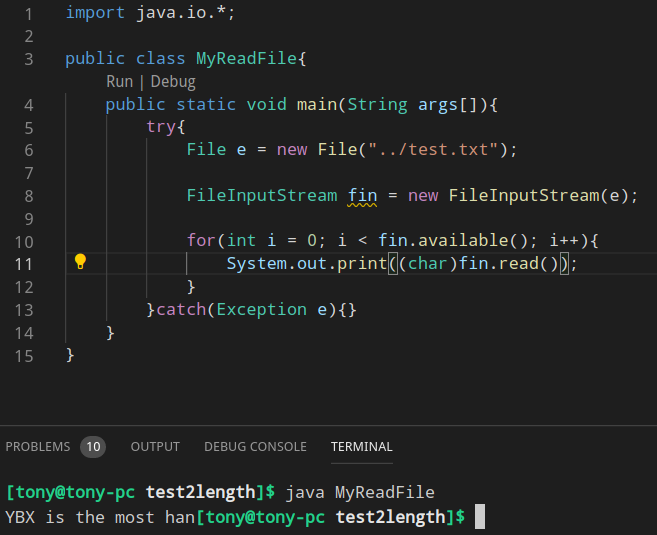 1 import java.io.*;
2
3 public class MyReadFile{
Run | Debug
4 public static void main(String args[]){
5 try{
6 File e = new File("../test.txt");
7
8 FileInputStream fin = new FileInputStream(e);
9
10 for(int i = 0; i < fin.available(); i++){
11 System.out.print((char)fin.read());
12 }
13 }catch(Exception e){}
14 }
15 }
PROBLEMS 10 OUTPUT DEBUG CONSOLE TERMINAL
[tony@tony-pc test2length]$ java MyReadFile
YBX is the most han[tony@tony-pc test2length]$